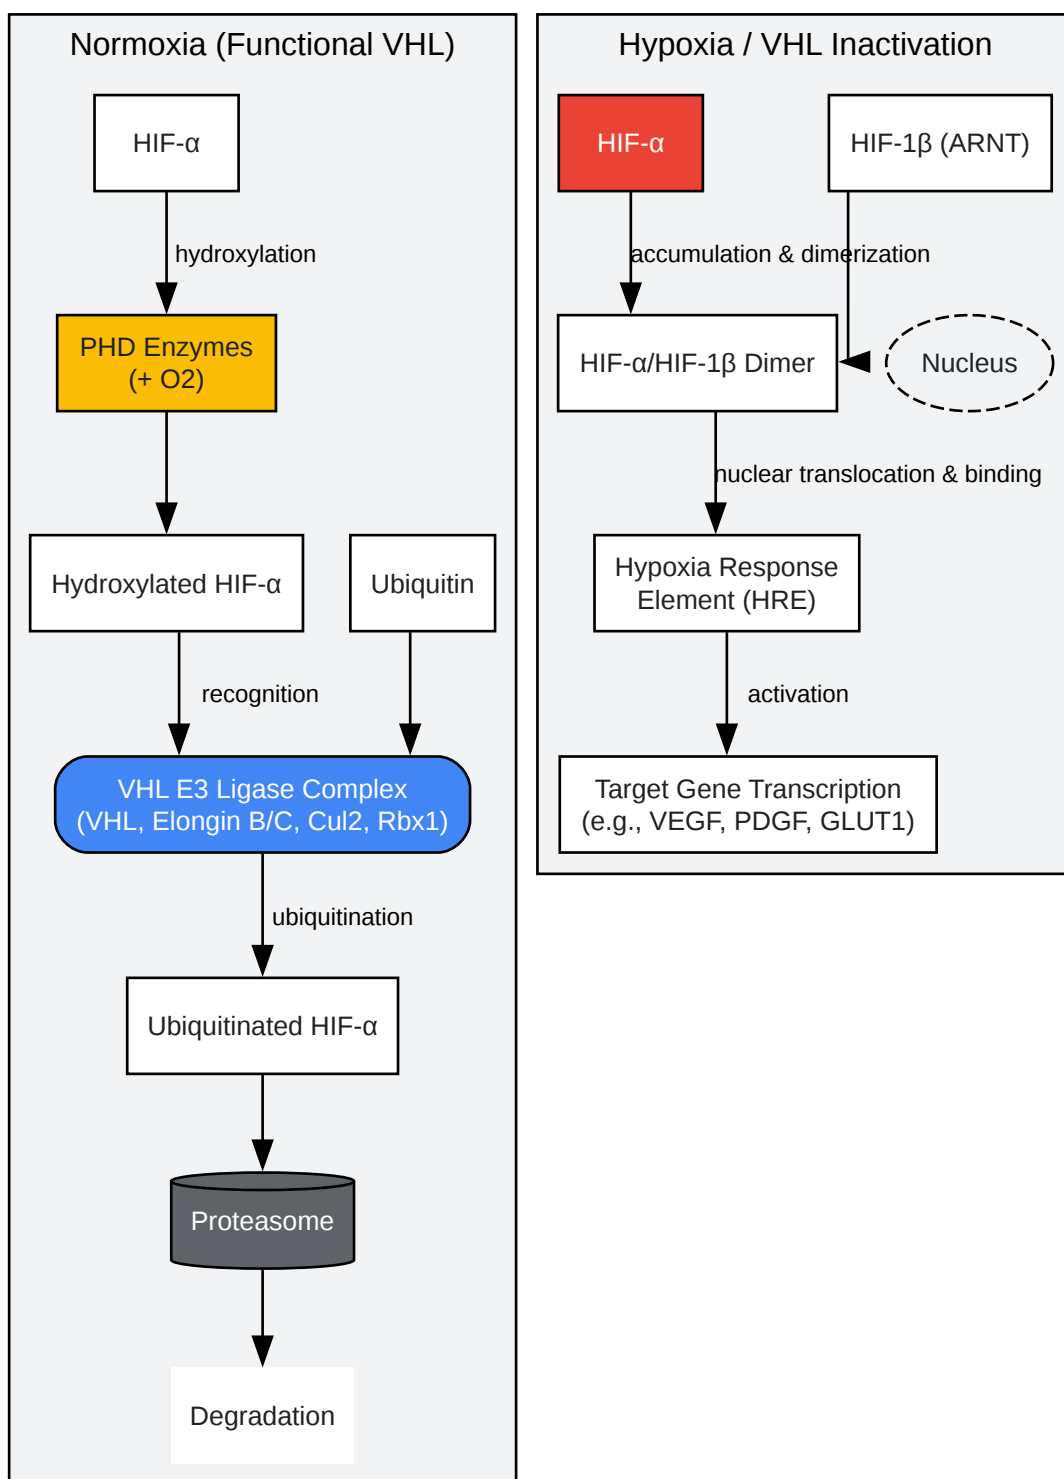 Normoxia (Functional VHL)
HIF-α
hydroxylation
PHD Enzymes
(+ O2)
Hydroxylated HIF-α
Ubiquitin
recognition
VHL E3 Ligase Complex
(VHL, Elongin B/C, Cul2, Rbx1)
ubiquitination
Ubiquitinated HIF-α
Proteasome
Degradation
Hypoxia / VHL Inactivation
HIF-α
HIF-1β (ARNT)
accumulation & dimerization
HIF-α/HIF-1β Dimer
Nucleus
nuclear translocation & binding
Hypoxia Response
Element (HRE)
activation
Target Gene Transcription
(e.g., VEGF, PDGF, GLUT1)